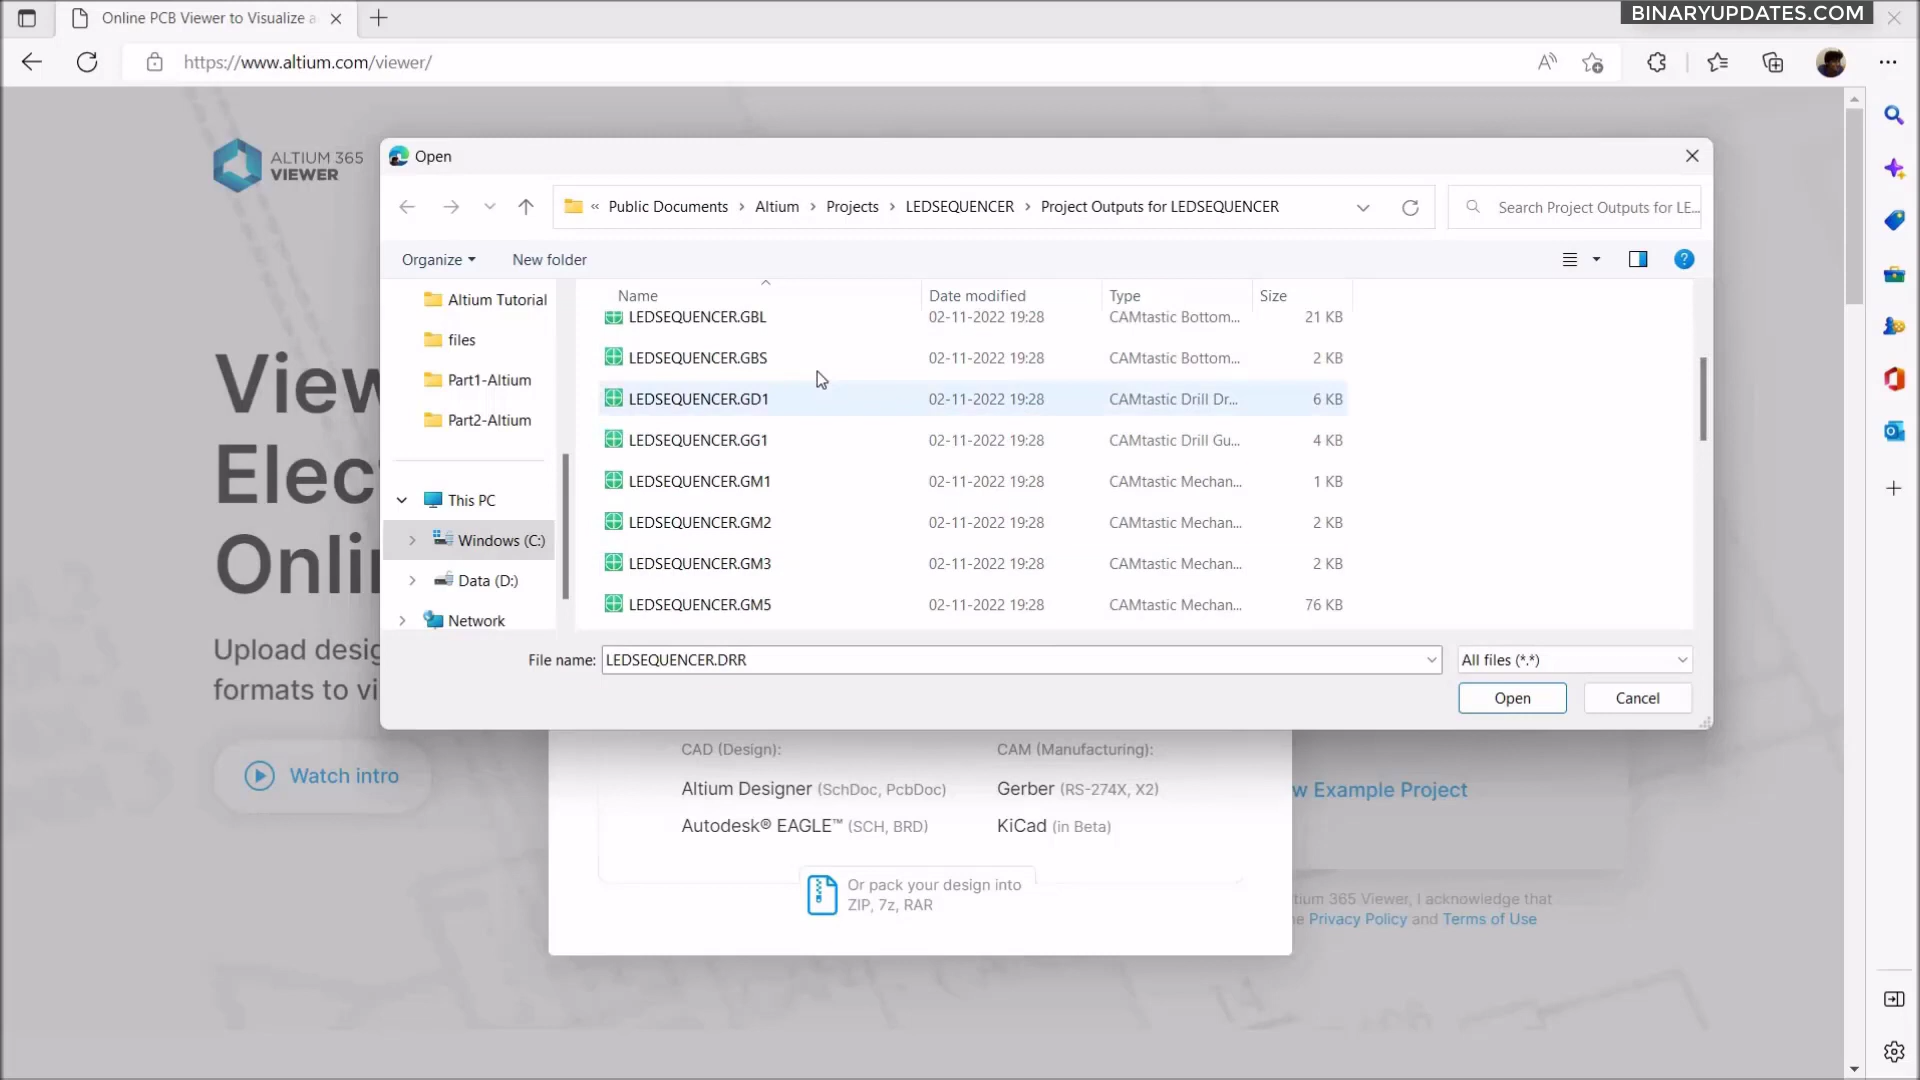 BINARYUPDATES.COM
Online PCB Viewer to Visualize a
https://www.altium.com/viewer/
ALTIUM 365
VIEWER
Open
« Public Documents > Altium > Projects > LEDSEQUENCER > Project Outputs for LEDSEQUENCER
Search Project Outputs for LE...
Organize
New folder
Altium Tutorial
files
Part1-Altium
Part2-Altium
This PC
Windows (C:)
Data (D:)
Network
Name Date modified Type Size
LEDSEQUENCER.GBL 02-11-2022 19:28 CAMtastic Bottom... 21 KB
LEDSEQUENCER.GBS 02-11-2022 19:28 CAMtastic Bottom... 2 KB
LEDSEQUENCER.GD1 02-11-2022 19:28 CAMtastic Drill Dr... 6 KB
LEDSEQUENCER.GG1 02-11-2022 19:28 CAMtastic Drill Gu... 4 KB
LEDSEQUENCER.GM1 02-11-2022 19:28 CAMtastic Mechan... 1 KB
LEDSEQUENCER.GM2 02-11-2022 19:28 CAMtastic Mechan... 2 KB
LEDSEQUENCER.GM3 02-11-2022 19:28 CAMtastic Mechan... 2 KB
LEDSEQUENCER.GM5 02-11-2022 19:28 CAMtastic Mechan... 76 KB
File name: LEDSEQUENCER.DRR
All files (*.*)
Open
Cancel
View
Elec
Onli
Upload desig
formats to vi
Watch intro
CAD (Design):
Altium Designer (SchDoc, PcbDoc)
Autodesk® EAGLE™ (SCH, BRD)
CAM (Manufacturing):
Gerber (RS-274X, X2)
KiCad (in Beta)
Or pack your design into
ZIP, 7z, RAR
w Example Project
ltium 365 Viewer, I acknowledge that
e Privacy Policy and Terms of Use